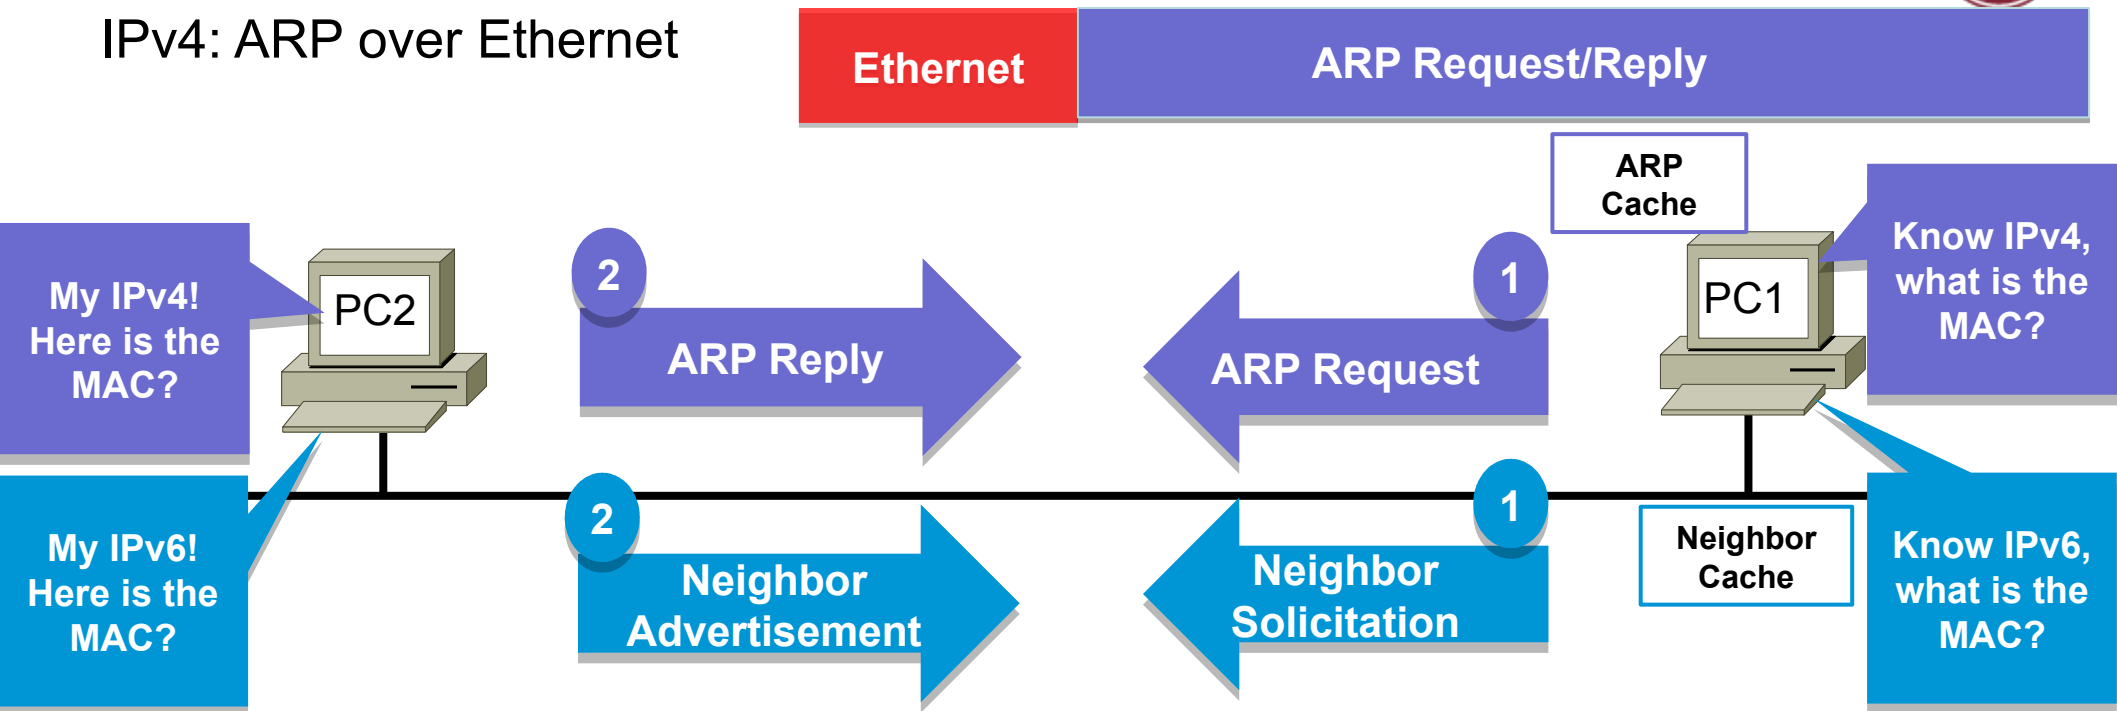 IPv4: ARP over Ethernet
Ethernet
ARP Request/Reply
ARP
Cache
My IPv4!
Here is the
MAC?
PC2
2
ARP Reply
1
ARP Request
PC1
Know IPv4,
what is the
MAC?
My IPv6!
Here is the
MAC?
2
Neighbor
Advertisement
1
Neighbor
Solicitation
Neighbor
Cache
Know IPv6,
what is the
MAC?